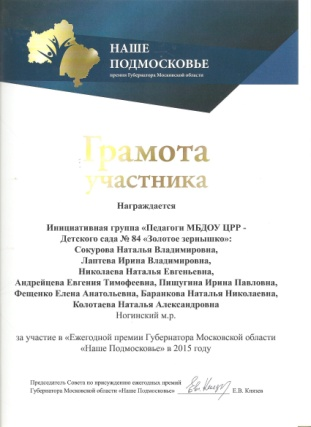 НАШЕ
ПОДМОСКОВЬЕ
премия Губернатора Московской области
Грамота
участника
Награждается
Инициативная группа «Педагоги МБДОУ ЦРР -
Детского сада № 84 «Золотое зернышко»:
Сокурова Наталья Владимировна,
Лаптева Ирина Владимировна,
Николаева Наталья Евгеньевна,
Андрейцева Евгения Тимофеевна, Пищугина Ирина Павловна,
Фещенко Елена Анатольевна, Баранкова Наталья Николаевна,
Колотаева Наталья Александровна
Ногинский м.р.
за участие в «Ежегодной премии Губернатора Московской области
«Наше Подмосковье» в 2015 году
Председатель Совета по присуждению ежегодных премий
Губернатора Московской области «Наше Подмосковье» Е.В. Князев